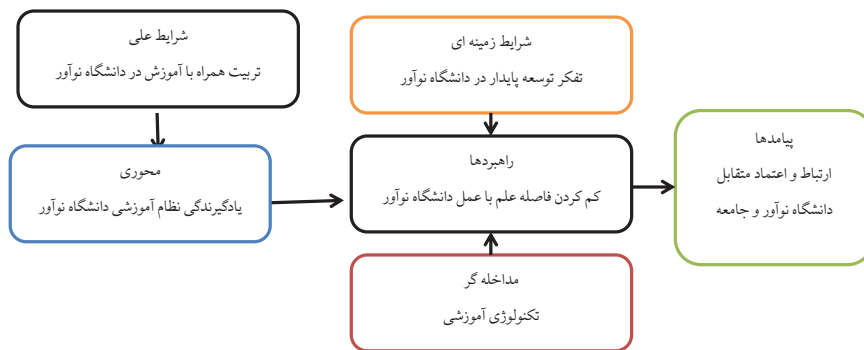 شرایط علی
تربیت همراه با آموزش در دانشگاه نوآور
شرایط زمینه ای
تفکر توسعه پایدار در دانشگاه نوآور
محوری
یادگیرندگی نظام آموزشی دانشگاه نوآور
راهبردها
کم کردن فاصله علم با عمل دانشگاه نوآور
پیامدها
ارتباط و اعتماد متقابل
دانشگاه نوآور و جامعه
مداخله گر
تکنولوژی آموزشی